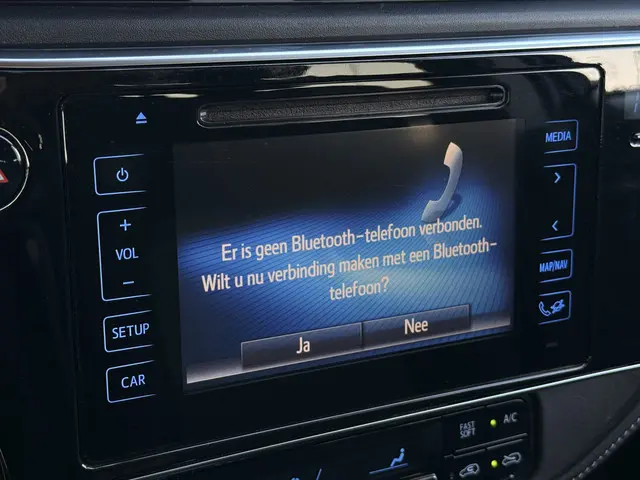 MEDIA
+
VOL
−
SETUP
CAR
Er is geen Bluetooth-telefoon verbonden.
Wilt u nu verbinding maken met een Bluetooth-
telefoon?
Ja
Nee
MAP/NAV
FAST
SOFT
A/C